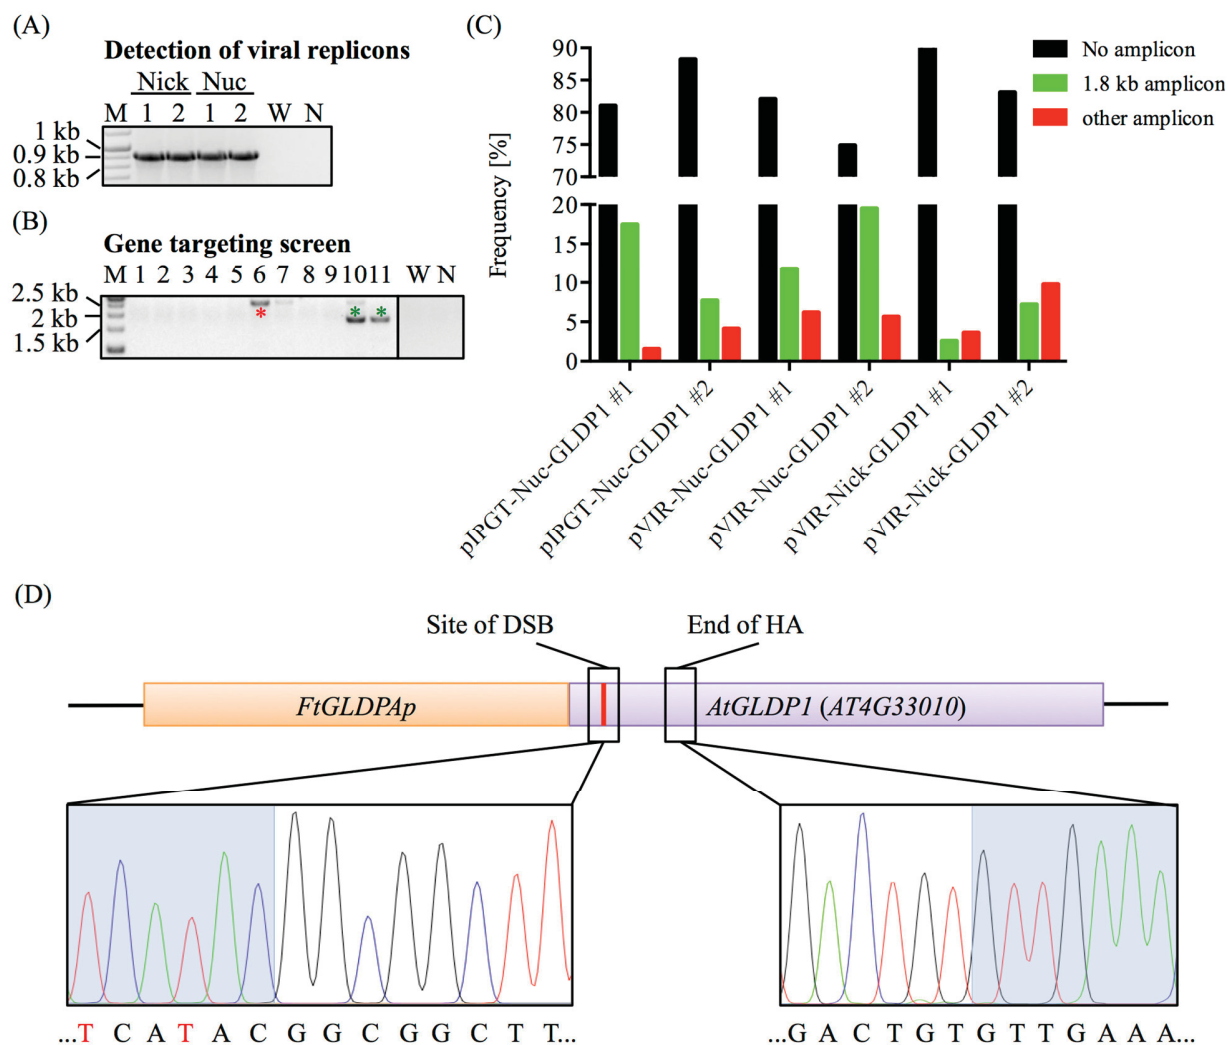 (A)
Detection of viral replicons
Nick Nuc
M 1 2 1 2 W N
1 kb
0.9 kb
0.8 kb
(B)
Gene targeting screen
M 1 2 3 4 5 6 7 8 9 10 11 W N
2.5 kb
2 kb
1.5 kb
* * *
(C)
Frequency [%]
90
85
80
75
70
20
15
10
5
0
No amplicon
1.8 kb amplicon
other amplicon
pIPGT-Nuc-GLDP1 #1
pIPGT-Nuc-GLDP1 #2
pVIR-Nuc-GLDP1 #1
pVIR-Nuc-GLDP1 #2
pVIR-Nick-GLDP1 #1
pVIR-Nick-GLDP1 #2
(D)
Site of DSB
End of HA
FtGLDPAp
AtGLDP1 (AT4G33010)
...T C A T A C G G C G G C T T...
...G A C T G T G T T G A A A...